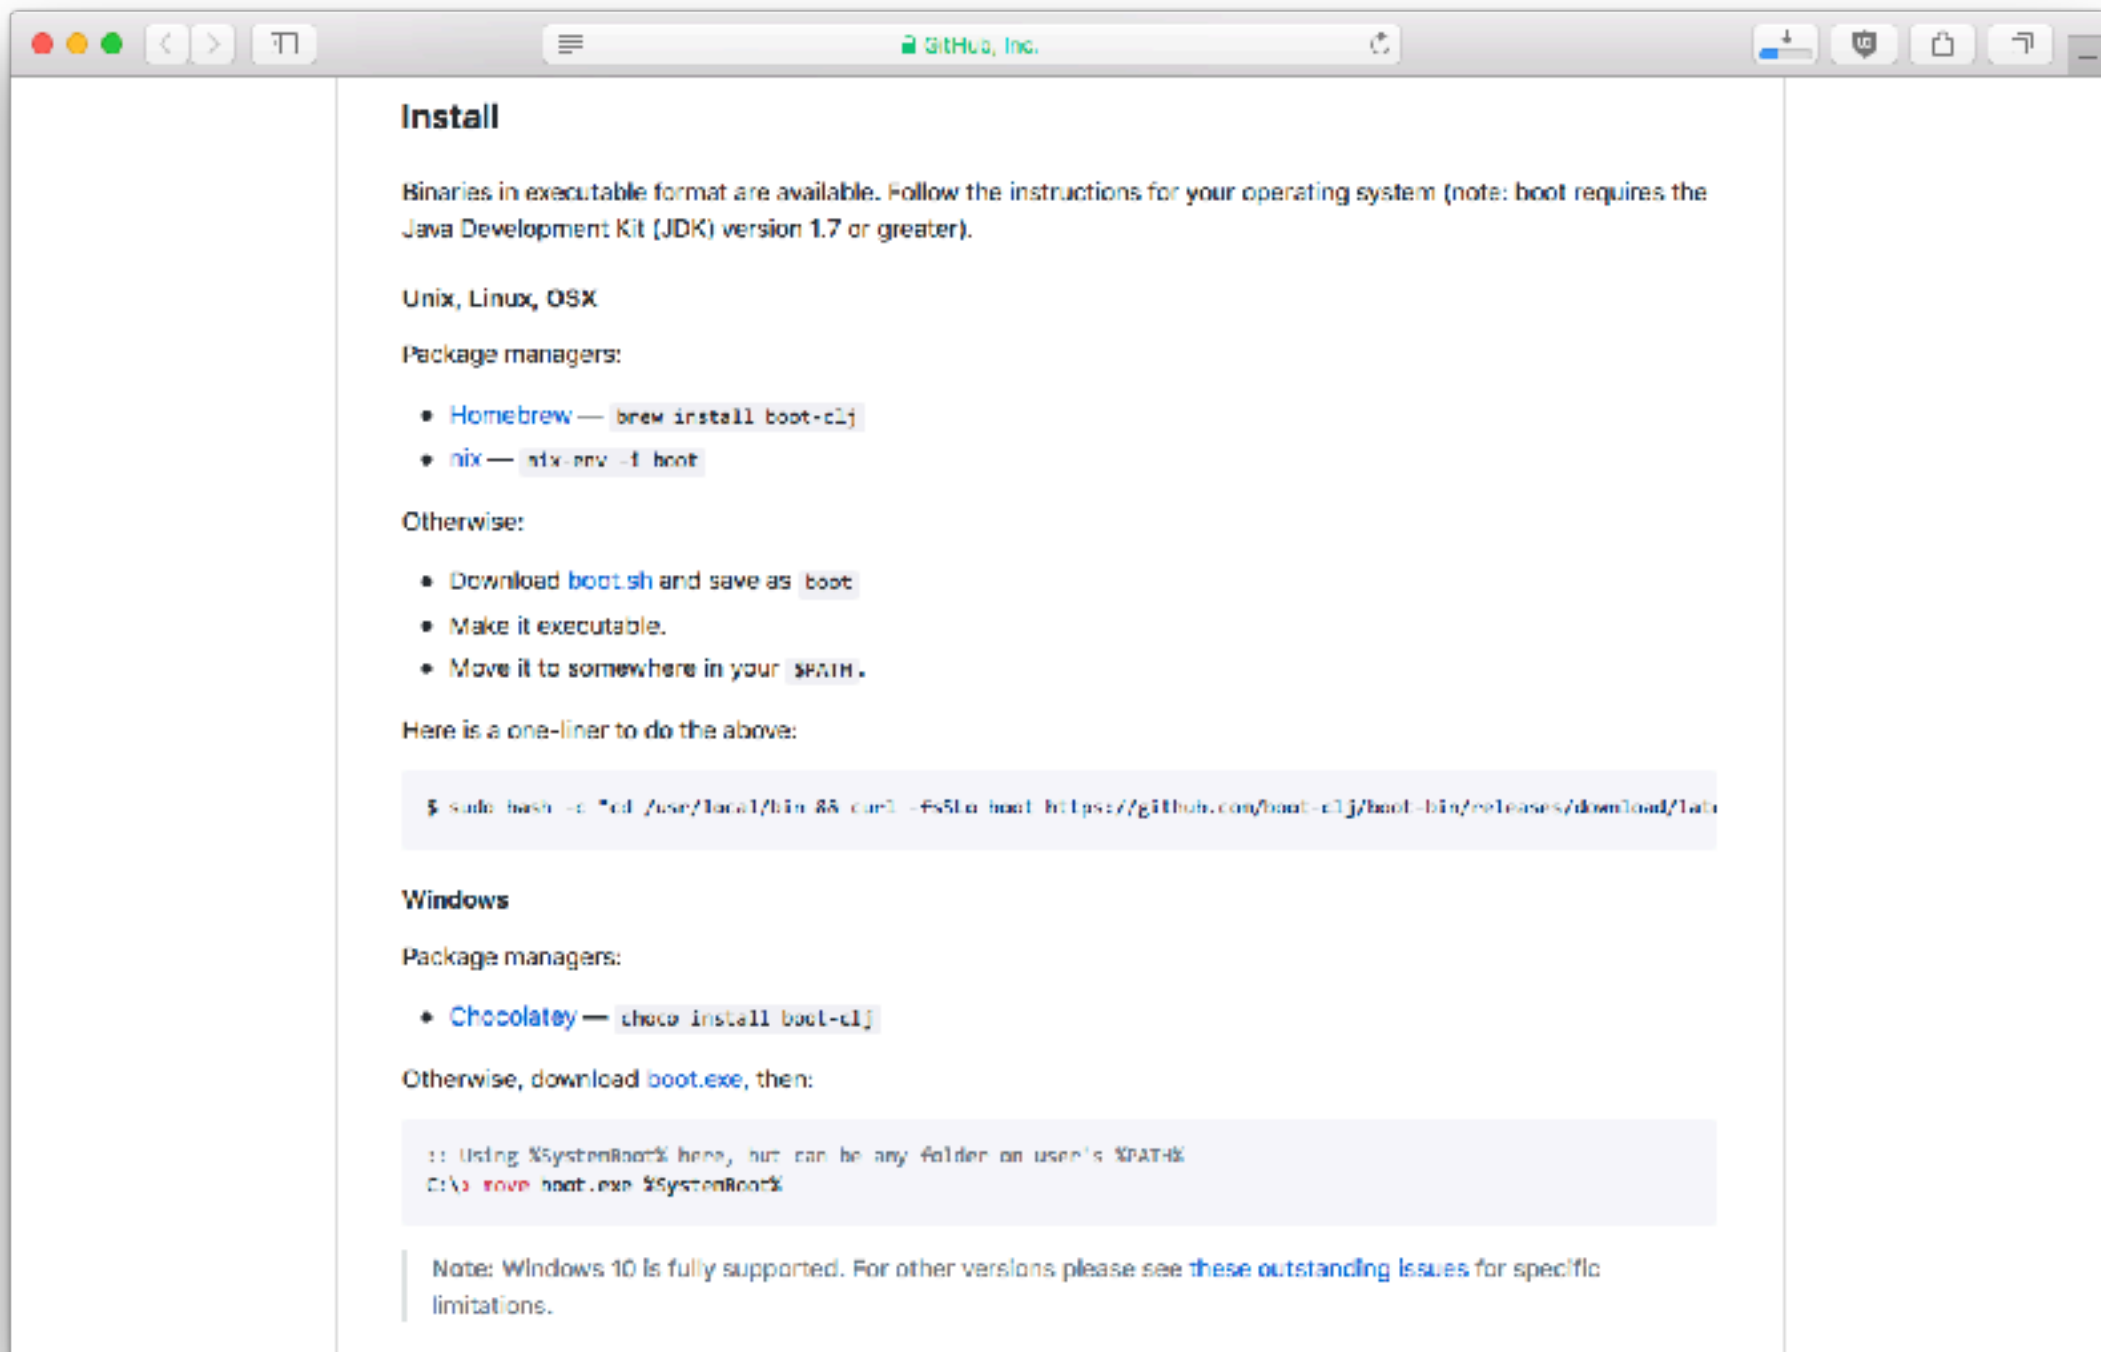 GitHub, Inc.
Install
Binaries in executable format are available. Follow the instructions for your operating system (note: boot requires the
Java Development Kit (JDK) version 1.7 or greater).
Unix, Linux, OSX
Package managers:
• Homebrew — brew install boot-clj
• nix — nix-env -i boot
Otherwise:
• Download boot.sh and save as boot
• Make it executable.
• Move it to somewhere in your $PATH.
Here is a one-liner to do the above:
$ sudo bash -c "cd /usr/local/bin && curl -fsSLo boot https://github.com/boot-clj/boot-bin/releases/download/late
Windows
Package managers:
• Chocolatey — choco install boot-clj
Otherwise, download boot.exe, then:
:: Using %SystemRoot% here, but can be any folder on user's %PATH%
C:\> move boot.exe %SystemRoot%
Note: Windows 10 is fully supported. For other versions please see these outstanding issues for specific
limitations.